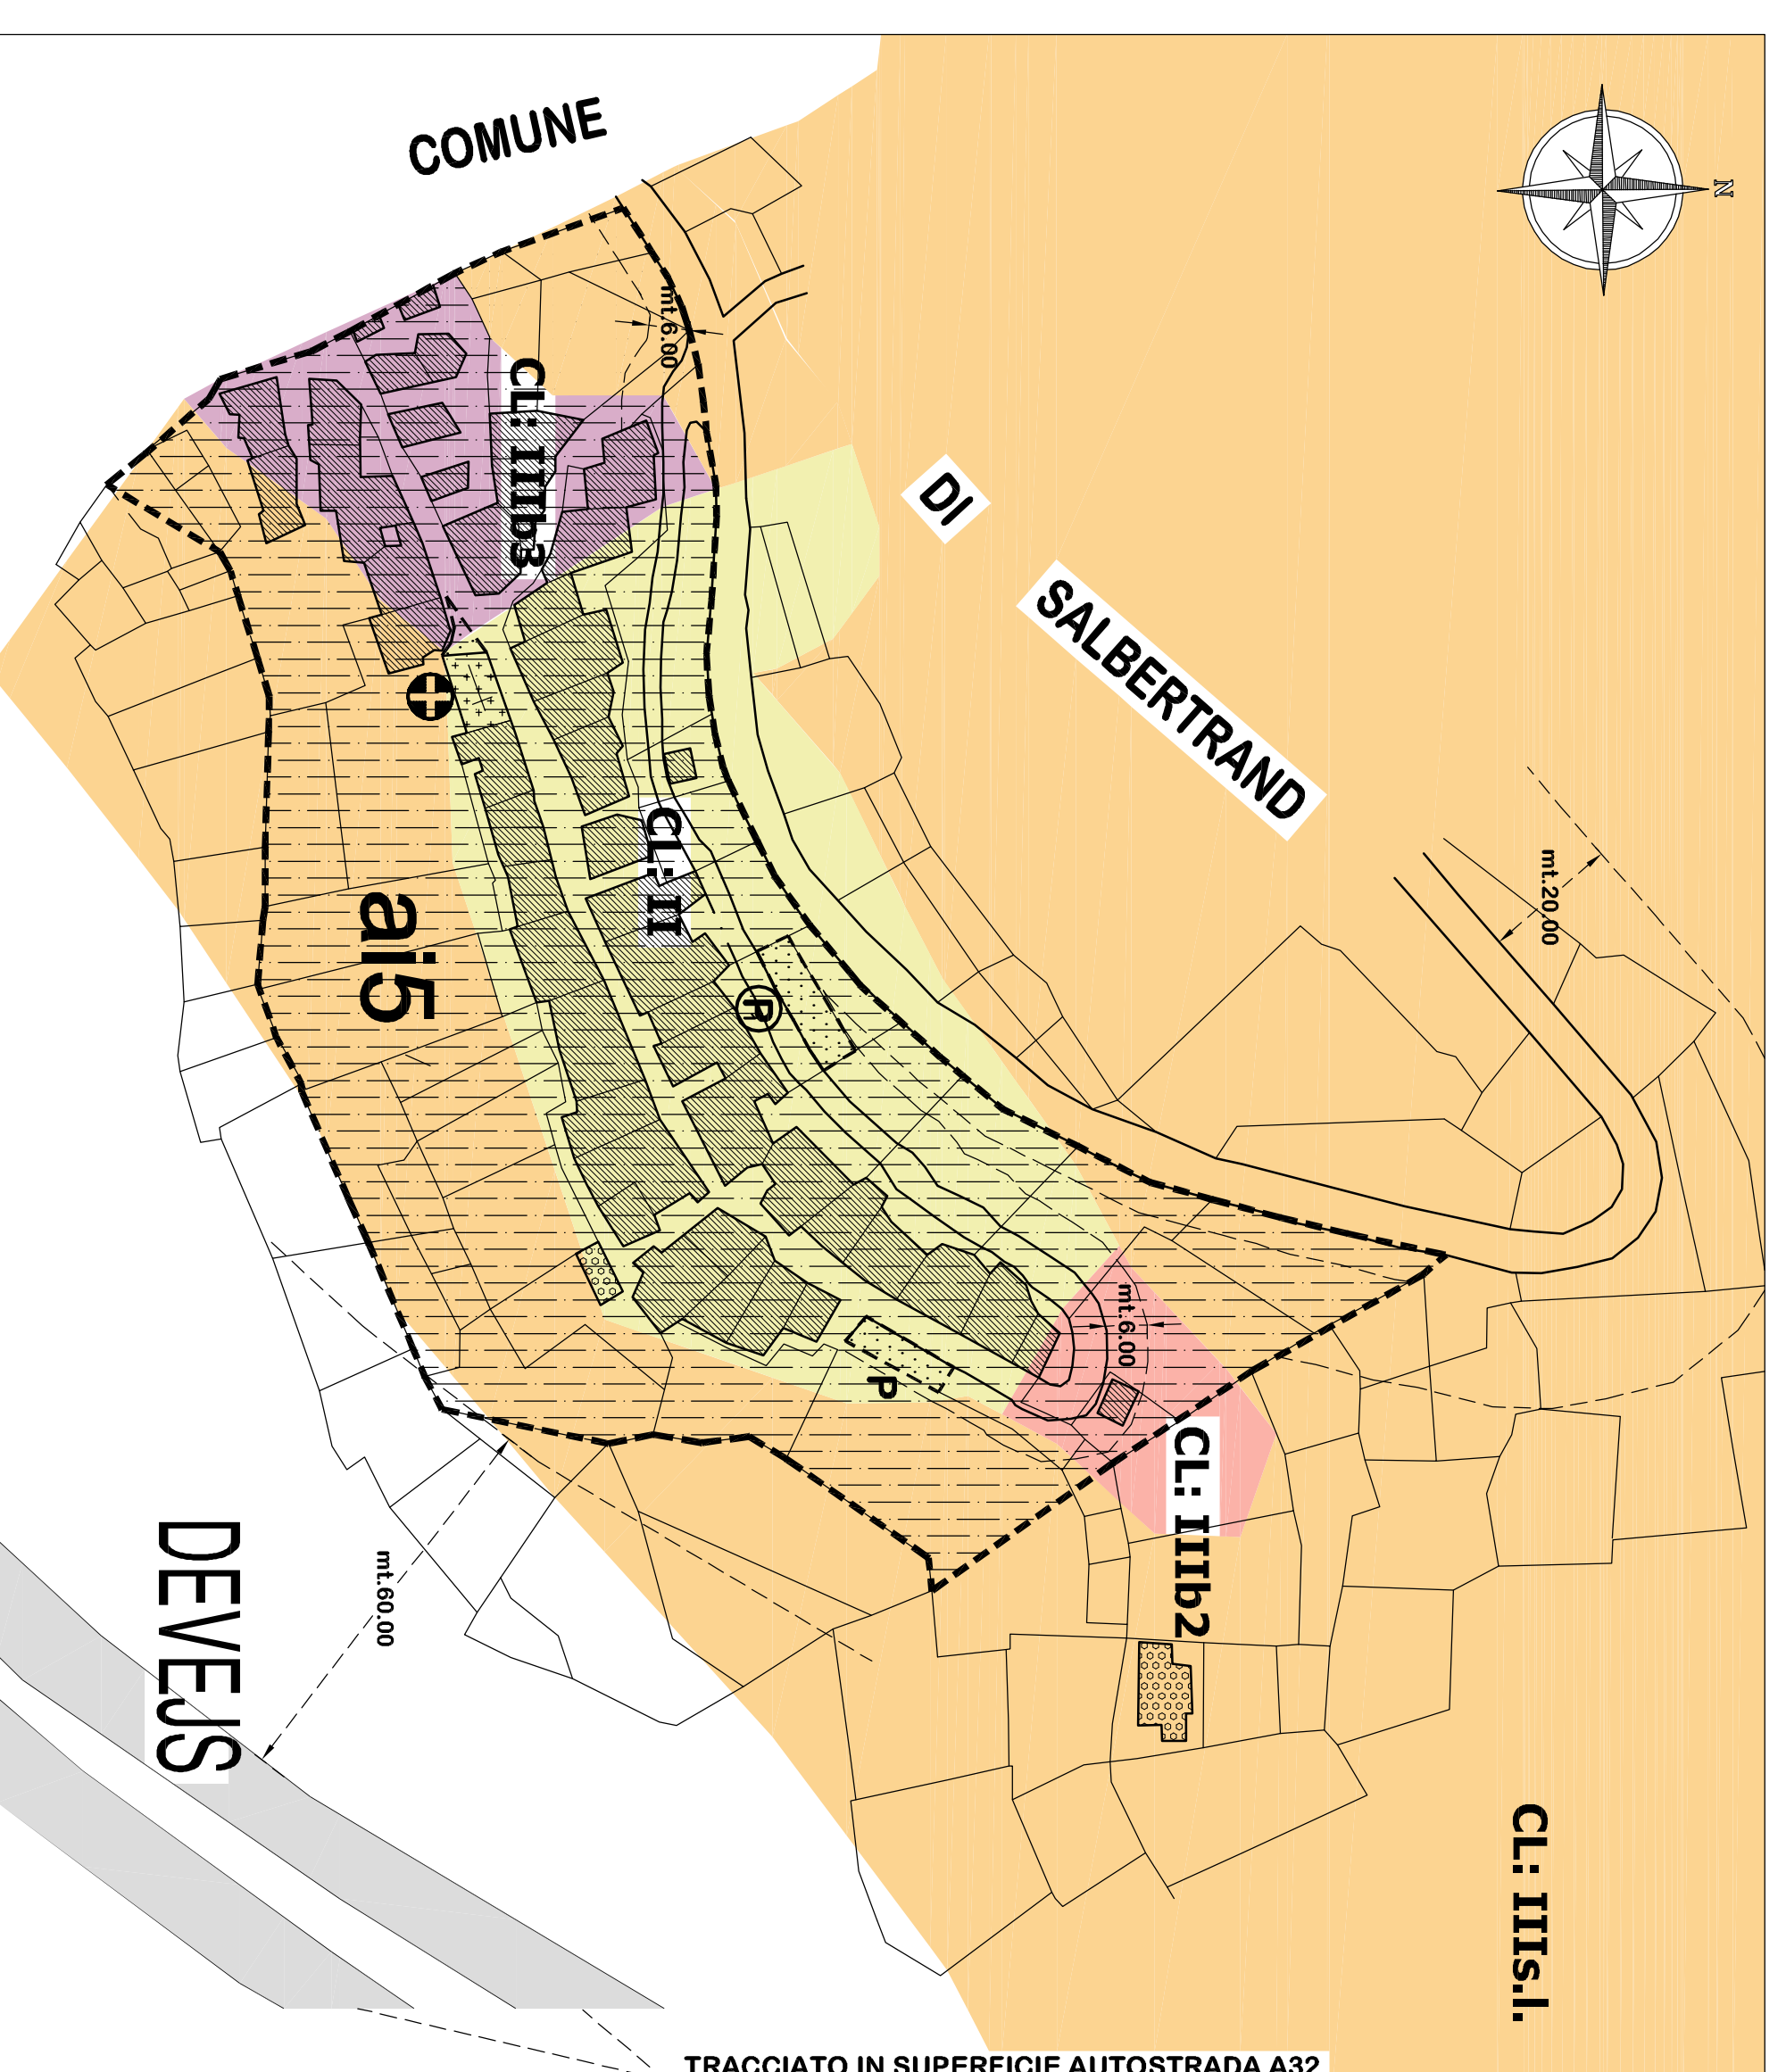 N
COMUNE
DI
SALBERTRAND
mt.6.00
CL: IIIb3
CL: II
mt.20.00
ai5
R
P
mt.6.00
CL: IIIb2
mt.60.00
DEVEJS
CL: IIIs.l.
TRACCIATO IN SUPERFICIE AUTOSTRADA A32